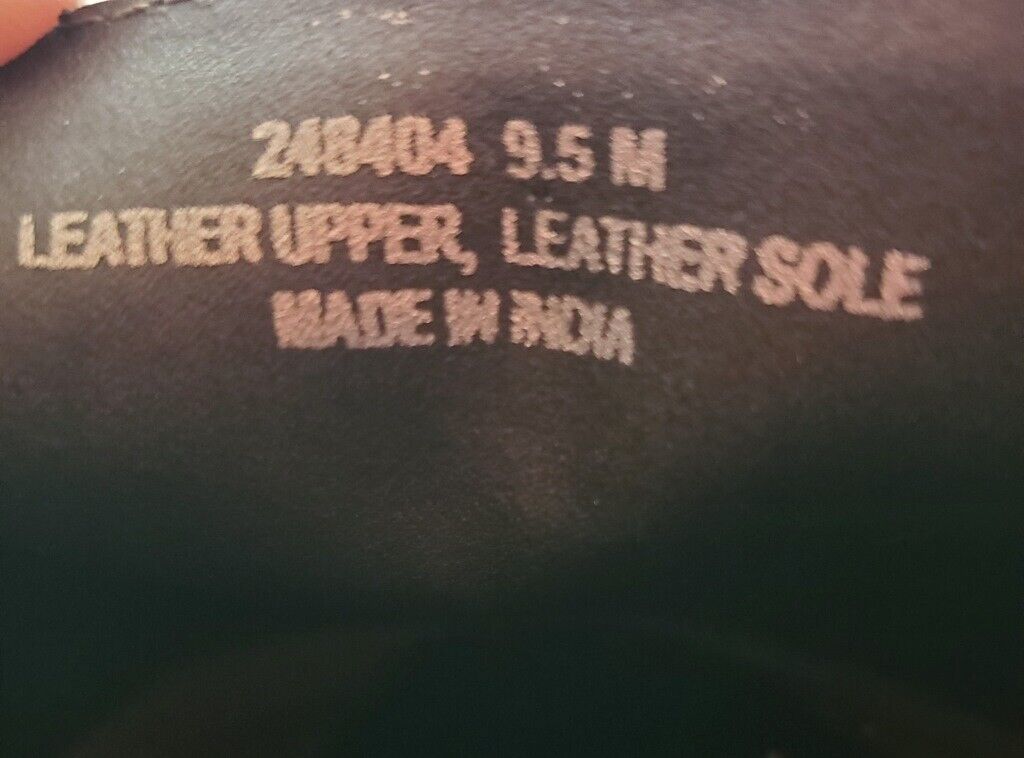 248404 9.5 M
LEATHER UPPER, LEATHER SOLE
MADE IN INDIA